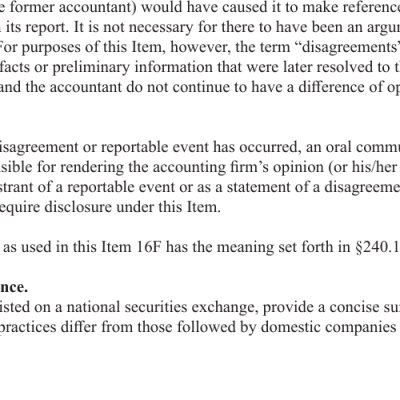 e former accountant) would have caused it to make reference
its report. It is not necessary for there to have been an argu
For purposes of this Item, however, the term “disagreements”
facts or preliminary information that were later resolved to t
and the accountant do not continue to have a difference of op
isagreement or reportable event has occurred, an oral commu
sible for rendering the accounting firm’s opinion (or his/her
strant of a reportable event or as a statement of a disagreeme
equire disclosure under this Item.
as used in this Item 16F has the meaning set forth in §240.1
nce.
isted on a national securities exchange, provide a concise su
practices differ from those followed by domestic companies